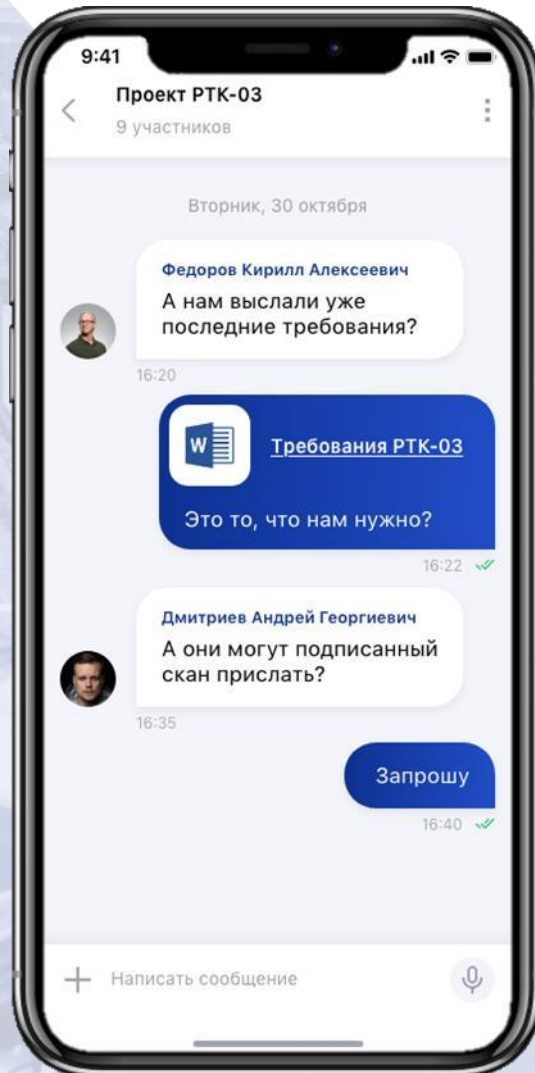 9:41
Проект РТК-03
9 участников
Вторник, 30 октября
Федоров Кирилл Алексеевич
А нам выслали уже
последние требования?
16:20
W
Требования РТК-03
Это то, что нам нужно?
16:22
Дмитриев Андрей Георгиевич
А они могут подписанный
скан прислать?
16:35
Запрошу
16:40
Написать сообщение